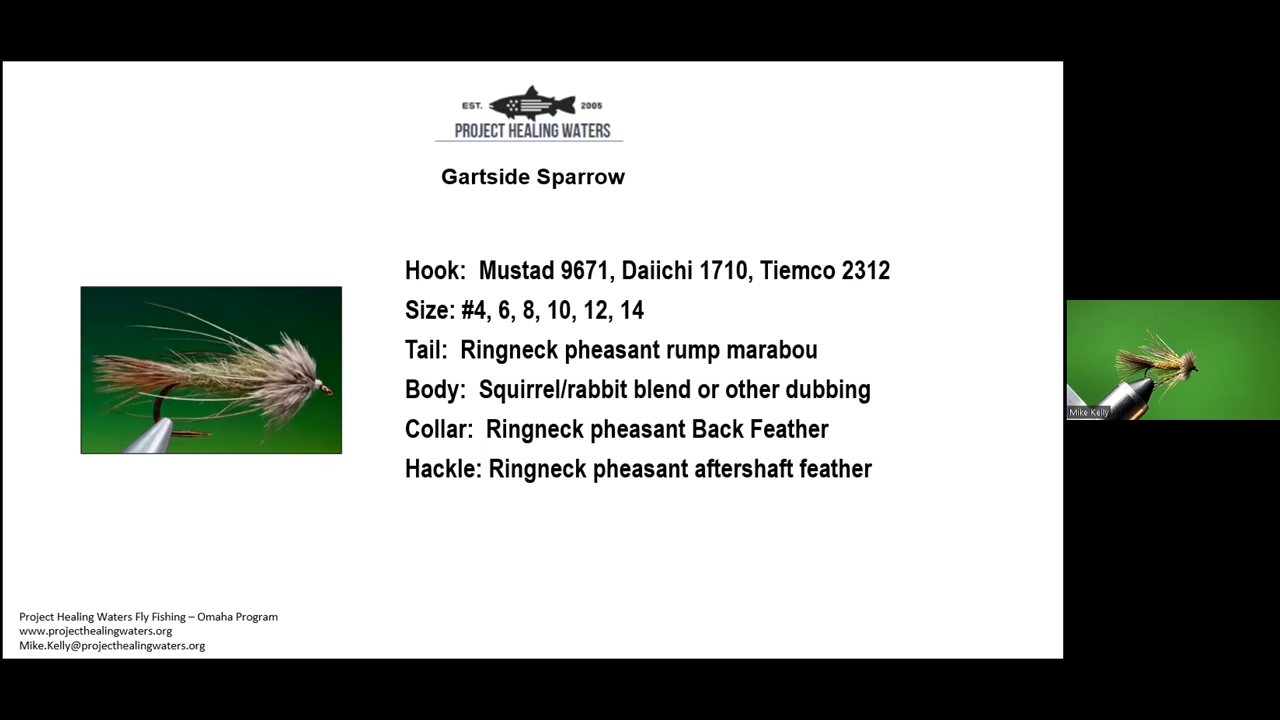 EST. 2005
PROJECT HEALING WATERS
Gartside Sparrow
Hook: Mustad 9671, Daiichi 1710, Tiemco 2312
Size: #4, 6, 8, 10, 12, 14
Tail: Ringneck pheasant rump marabou
Body: Squirrel/rabbit blend or other dubbing
Collar: Ringneck pheasant Back Feather
Hackle: Ringneck pheasant aftershaft feather
Mike Kelly
Project Healing Waters Fly Fishing – Omaha Program
www.projecthealingwaters.org
Mike.Kelly@projecthealingwaters.org